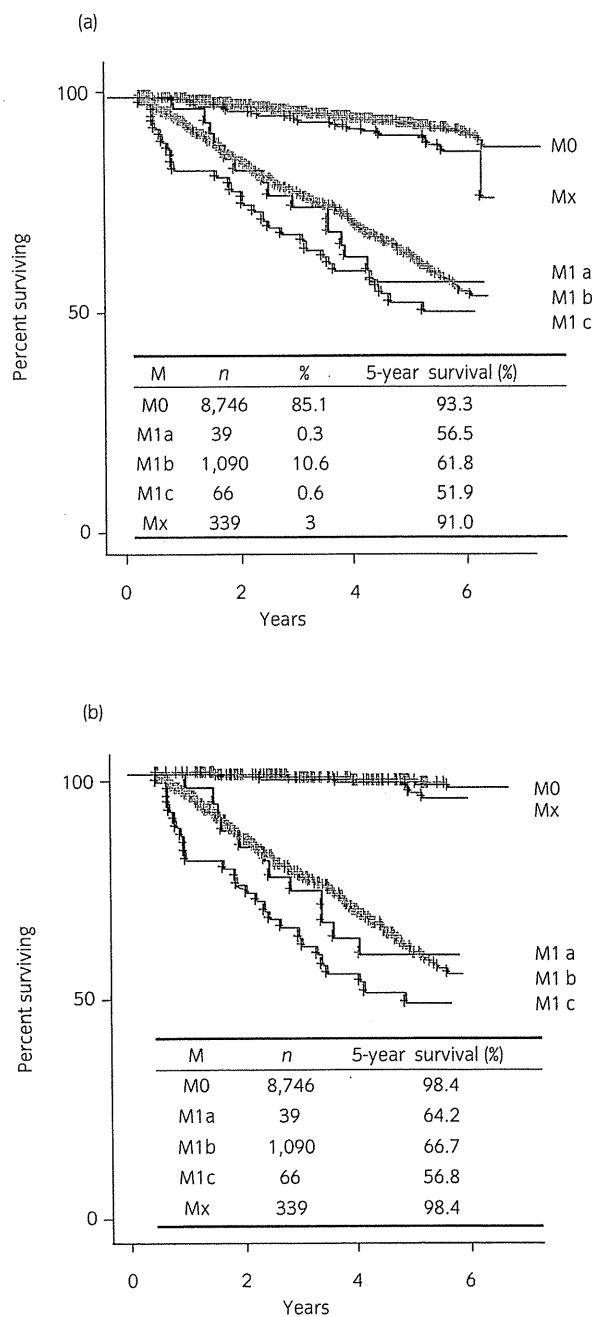 (a)
100
50
0
Percent surviving
M0
Mx
M1 a
M1 b
M1 c
M n % 5-year survival (%)
M0 8,746 85.1 93.3
M1a 39 0.3 56.5
M1b 1,090 10.6 61.8
M1c 66 0.6 51.9
Mx 339 3 91.0
0 2 4 6
Years
(b)
100
50
0
Percent surviving
M0
Mx
M1 a
M1 b
M1 c
M n 5-year survival (%)
M0 8,746 98.4
M1a 39 64.2
M1b 1,090 66.7
M1c 66 56.8
Mx 339 98.4
0 2 4 6
Years